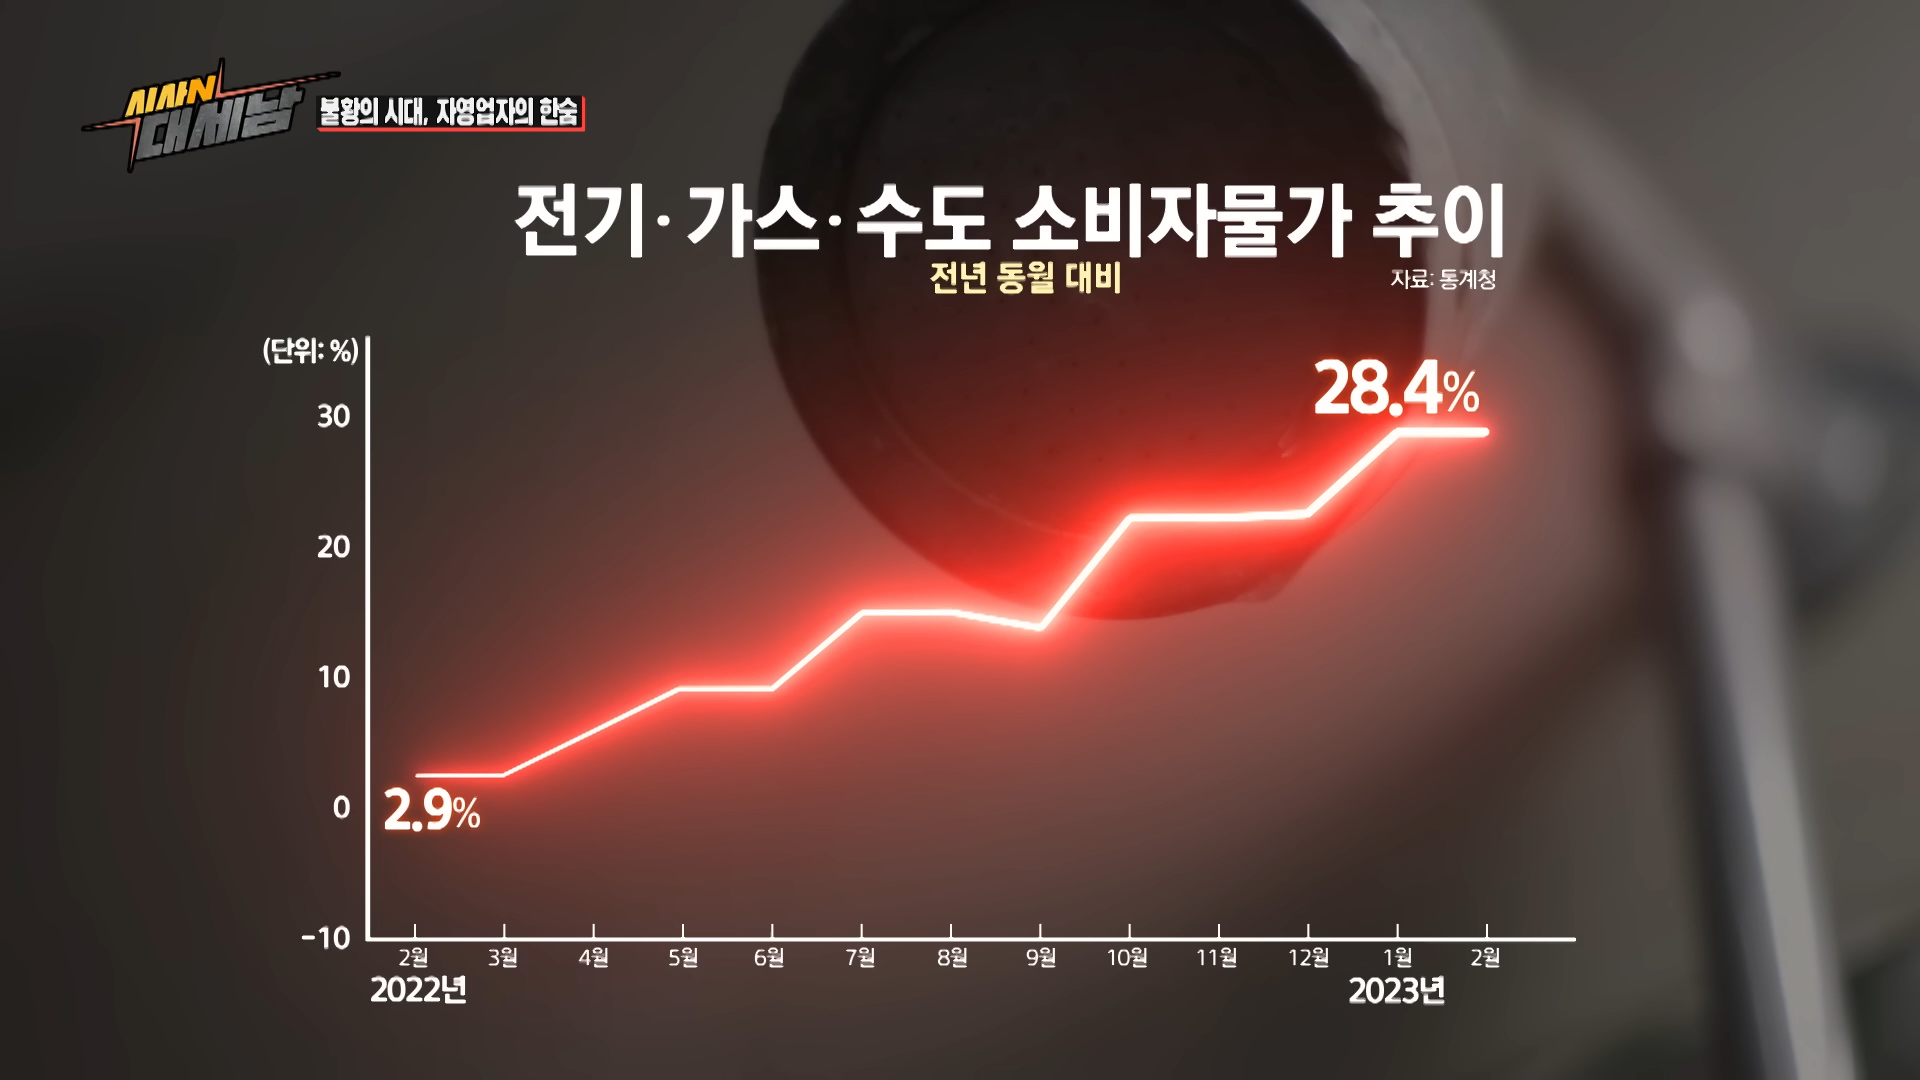 시사N
대세남
불황의 시대, 자영업자의 한숨
전기·가스·수도 소비자물가 추이
전년 동월 대비
자료: 통계청
(단위: %)
30
20
10
0
-10
28.4%
2.9%
2월 3월 4월 5월 6월 7월 8월 9월 10월 11월 12월 1월 2월
2022년 2023년